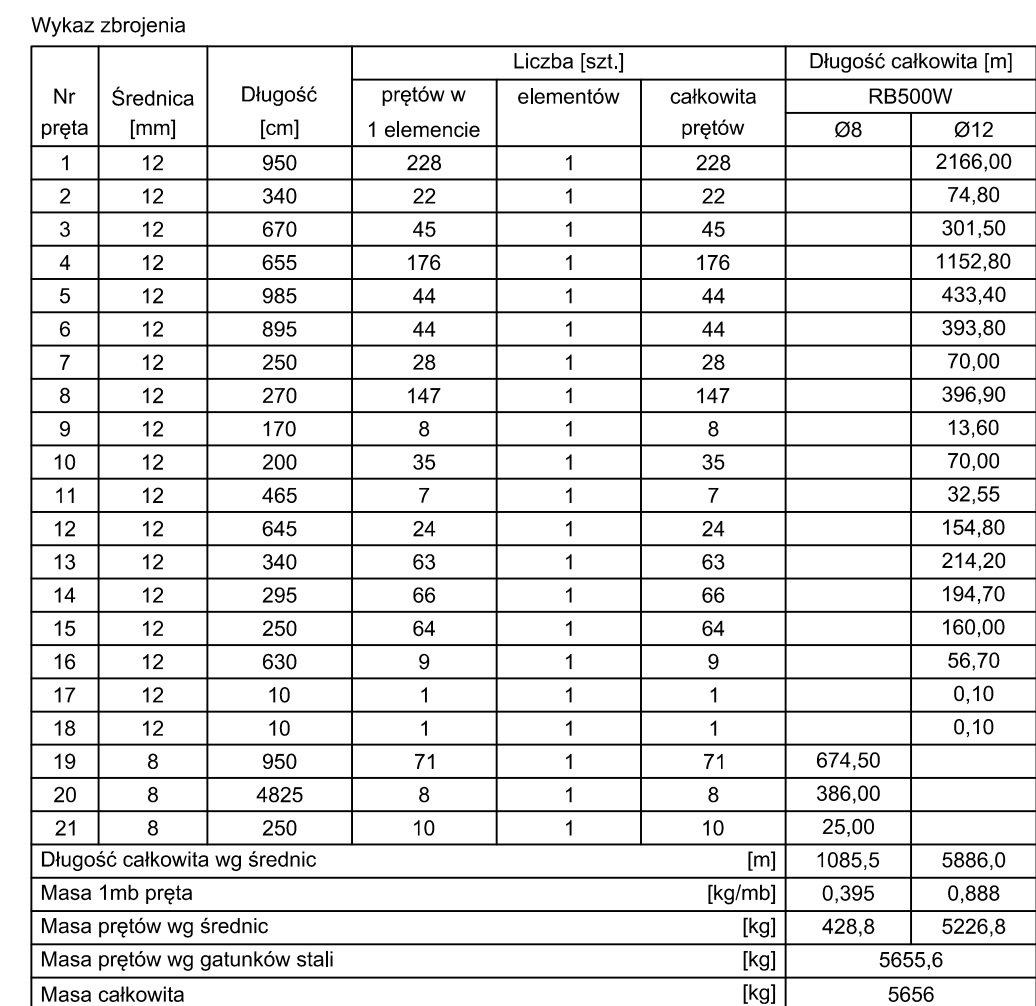 Wykaz zbrojenia
Nr pręta Średnica [mm] Długość [cm] Liczba [szt.] Długość całkowita [m]
prętów w 1 elemencie elementów całkowita prętów RB500W
Ø8 Ø12
1 12 950 228 1 228 2166,00
2 12 340 22 1 22 74,80
3 12 670 45 1 45 301,50
4 12 655 176 1 176 1152,80
5 12 985 44 1 44 433,40
6 12 895 44 1 44 393,80
7 12 250 28 1 28 70,00
8 12 270 147 1 147 396,90
9 12 170 8 1 8 13,60
10 12 200 35 1 35 70,00
11 12 465 7 1 7 32,55
12 12 645 24 1 24 154,80
13 12 340 63 1 63 214,20
14 12 295 66 1 66 194,70
15 12 250 64 1 64 160,00
16 12 630 9 1 9 56,70
17 12 10 1 1 1 0,10
18 12 10 1 1 1 0,10
19 8 950 71 1 71 674,50
20 8 4825 8 1 8 386,00
21 8 250 10 1 10 25,00
Długość całkowita wg średnic [m] 1085,5 5886,0
Masa 1mb pręta [kg/mb] 0,395 0,888
Masa prętów wg średnic [kg] 428,8 5226,8
Masa prętów wg gatunków stali [kg] 5655,6
Masa całkowita [kg] 5656